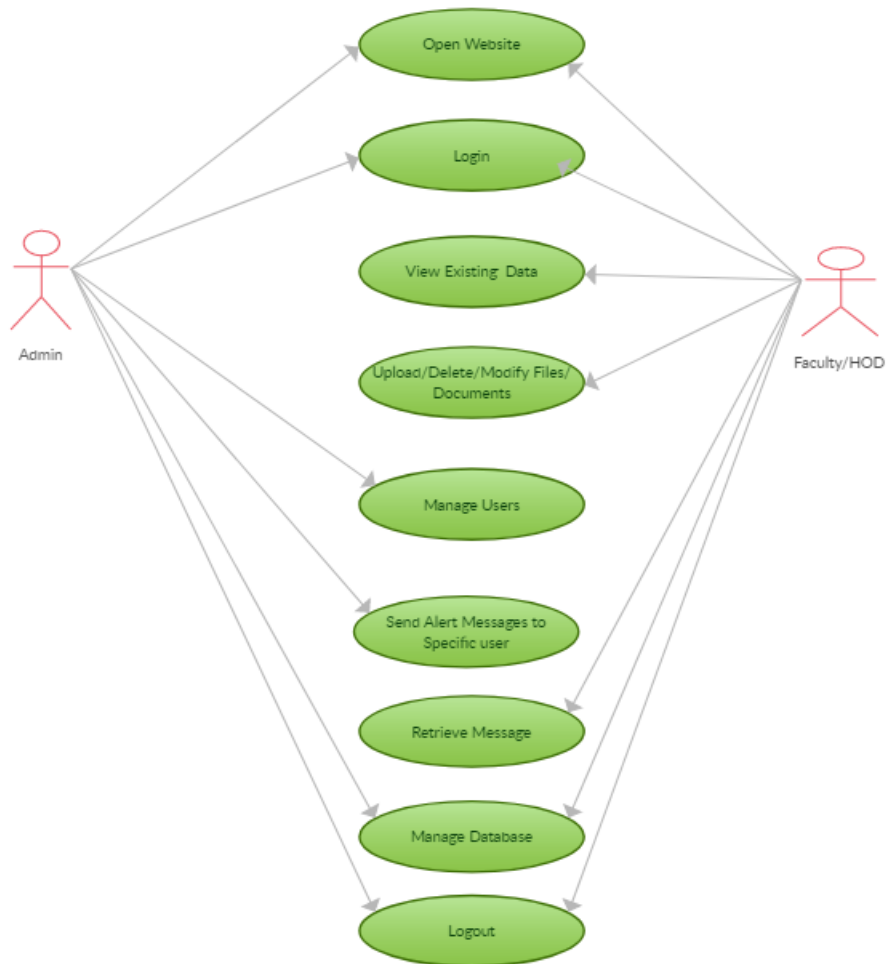 Open Website
Login
View Existing Data
Admin
Faculty/HOD
Upload/Delete/Modify Files/
Documents
Manage Users
Send Alert Messages to
Specific user
Retrieve Message
Manage Database
Logout